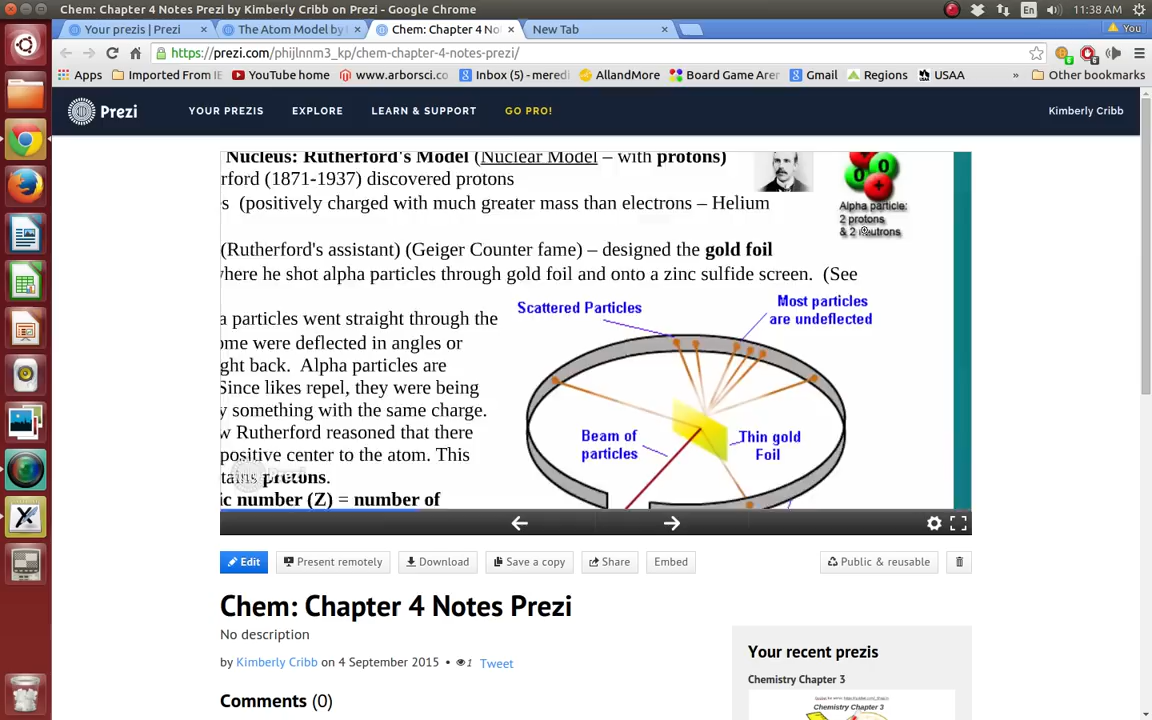 Chem: Chapter 4 Notes Prezi by Kimberly Cribb on Prezi - Google Chrome
En
11:38 AM
Your prezis | Prezi
The Atom Model by
Chem: Chapter 4 No
New Tab
You
https://prezi.com/phijlnnm3_kp/chem-chapter-4-notes-prezi/
Apps
Imported From IE
YouTube home
www.arborsci.co
Inbox (5) - mered
AllandMore
Board Game Aren
Gmail
Regions
USAA
»
Other bookmarks
Prezi
YOUR PREZIS
EXPLORE
LEARN & SUPPORT
GO PRO!
Kimberly Cribb
Nucleus: Rutherford's Model (Nuclear Model – with protons)
rford (1871-1937) discovered protons
s (positively charged with much greater mass than electrons – Helium
Alpha particle:
2 protons
& 2 neutrons
(Rutherford's assistant) (Geiger Counter fame) – designed the gold foil
where he shot alpha particles through gold foil and onto a zinc sulfide screen. (See
a particles went straight through the
ome were deflected in angles or
ght back. Alpha particles are
Since likes repel, they were being
y something with the same charge.
w Rutherford reasoned that there
positive center to the atom. This
tains protons.
ic number (Z) = number of
Scattered Particles
Most particles
are undeflected
Beam of
particles
Thin gold
Foil
Prezi
Edit
Present remotely
Download
Save a copy
Share
Embed
Public & reusable
Chem: Chapter 4 Notes Prezi
No description
by Kimberly Cribb on 4 September 2015 • 1 Tweet
Comments (0)
Your recent prezis
Chemistry Chapter 3
Chemistry Chapter 3